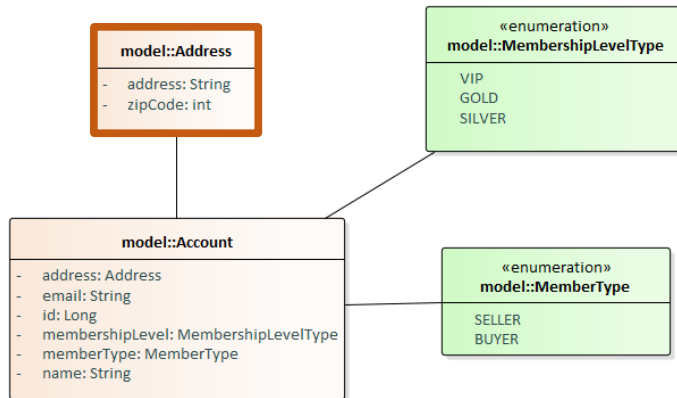 model::Address
- address: String
- zipCode: int
«enumeration»
model::MembershipLevelType
VIP
GOLD
SILVER
model::Account
- address: Address
- email: String
- id: Long
- membershipLevel: MembershipLevelType
- memberType: MemberType
- name: String
«enumeration»
model::MemberType
SELLER
BUYER